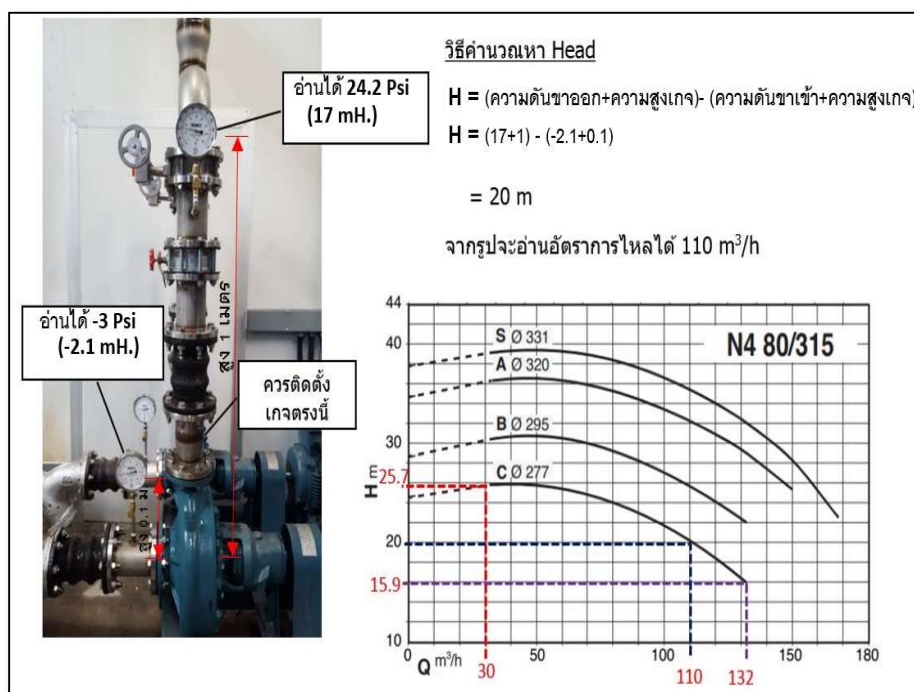 วิธีคำนวณหา Head
H = (ความดันขาออก+ความสูงเกจ)- (ความดันขาเข้า+ความสูงเกจ)
H = (17+1) - (-2.1+0.1)
= 20 m
จากรูปจะอ่านอัตราการไหลได้ 110 m³/h
อ่านได้ 24.2 Psi
(17 mH.)
สูง 1 เมตร
อ่านได้ -3 Psi
(-2.1 mH.)
ควรติดตั้ง
เกจตรงนี้
สูง 0.1 ม
N4 80/315
S Ø 331
A Ø 320
B Ø 295
C Ø 277
H m
44
40
30
25.7
20
15.9
10
0
50
100
150
180
Q m³/h
30
110
132